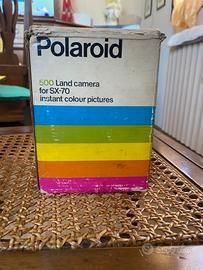 Polaroid
500 Land camera
for SX-70
instant colour pictures